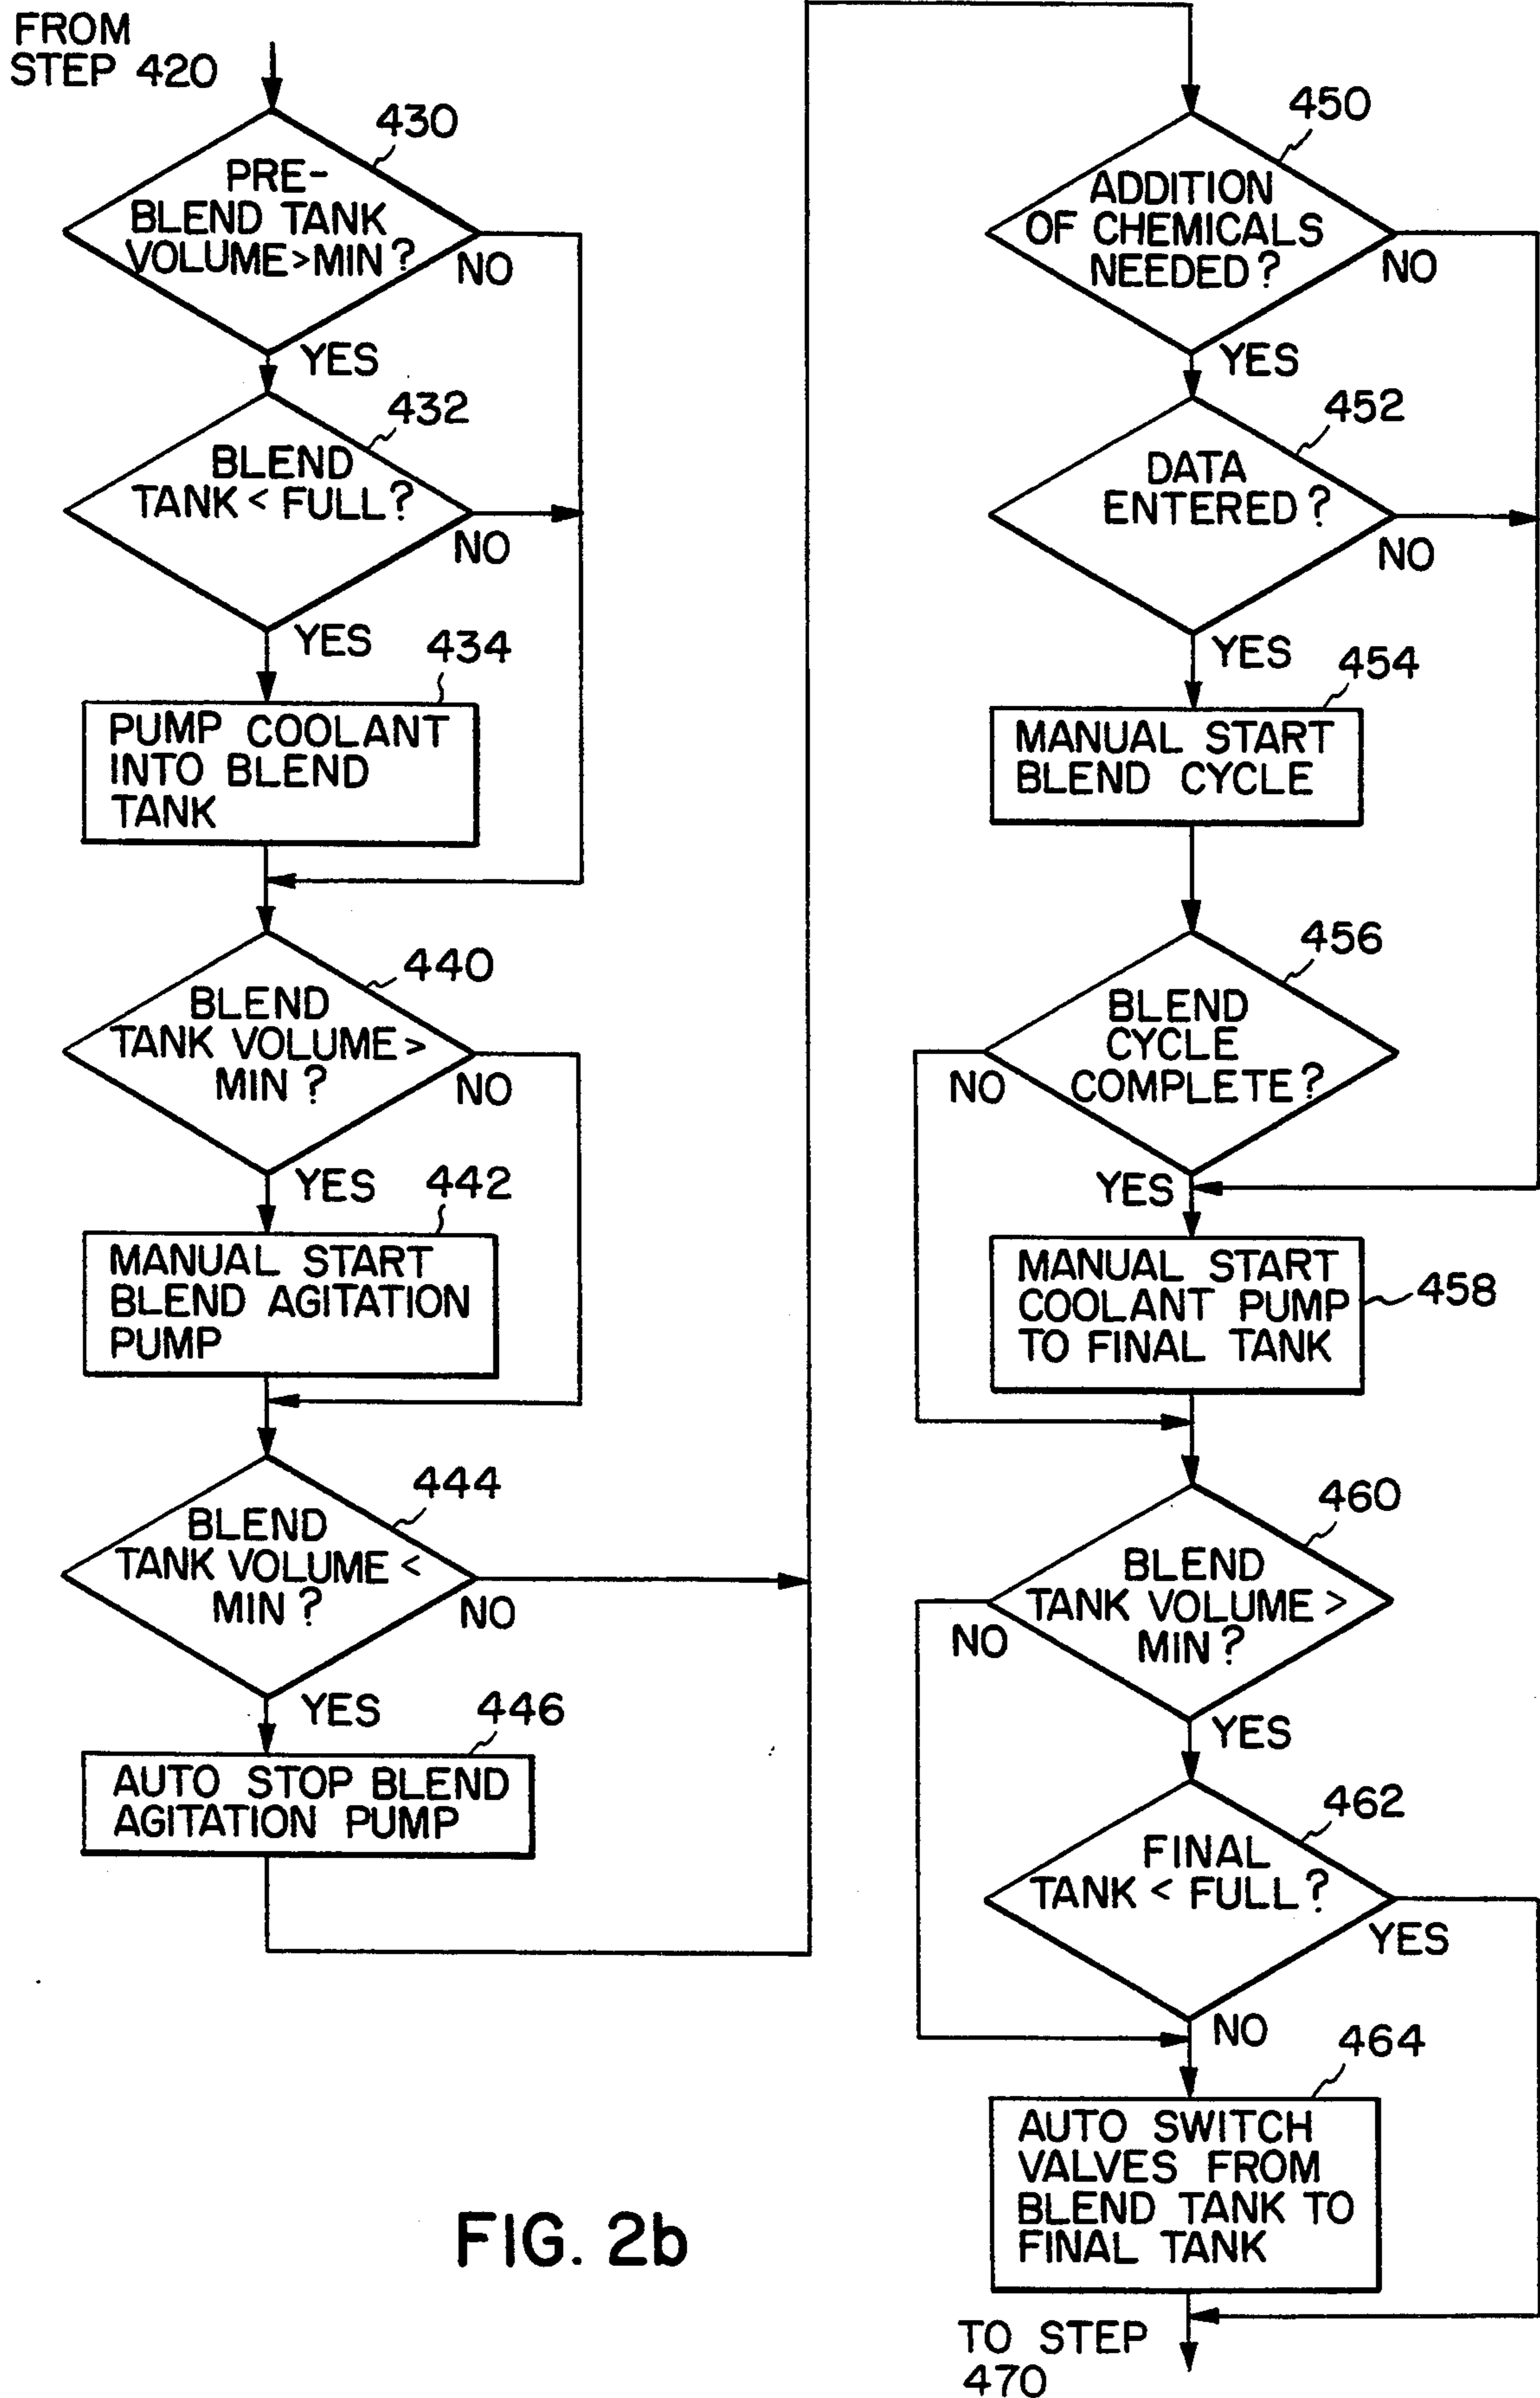 FROM
STEP 420
430
PRE-
BLEND TANK
VOLUME>MIN?
NO
YES
432
BLEND
TANK < FULL?
NO
YES
434
PUMP COOLANT
INTO BLEND
TANK
440
BLEND
TANK VOLUME >
MIN?
NO
YES
442
MANUAL START
BLEND AGITATION
PUMP
444
BLEND
TANK VOLUME <
MIN?
NO
YES
446
AUTO STOP BLEND
AGITATION PUMP
450
ADDITION
OF CHEMICALS
NEEDED?
NO
YES
452
DATA
ENTERED?
NO
YES
454
MANUAL START
BLEND CYCLE
456
BLEND
CYCLE
COMPLETE?
NO
YES
MANUAL START
COOLANT PUMP
TO FINAL TANK
458
460
BLEND
TANK VOLUME >
MIN?
NO
YES
462
FINAL
TANK < FULL?
YES
NO
464
AUTO SWITCH
VALVES FROM
BLEND TANK TO
FINAL TANK
TO STEP
470
FIG. 2b